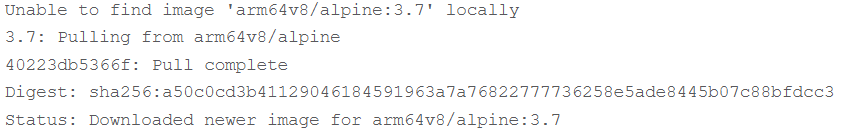 Unable to find image 'arm64v8/alpine:3.7' locally
3.7: Pulling from arm64v8/alpine
40223db5366f: Pull complete
Digest: sha256:a50c0cd3b41129046184591963a7a76822777736258e5ade8445b07c88bfdcc3
Status: Downloaded newer image for arm64v8/alpine:3.7